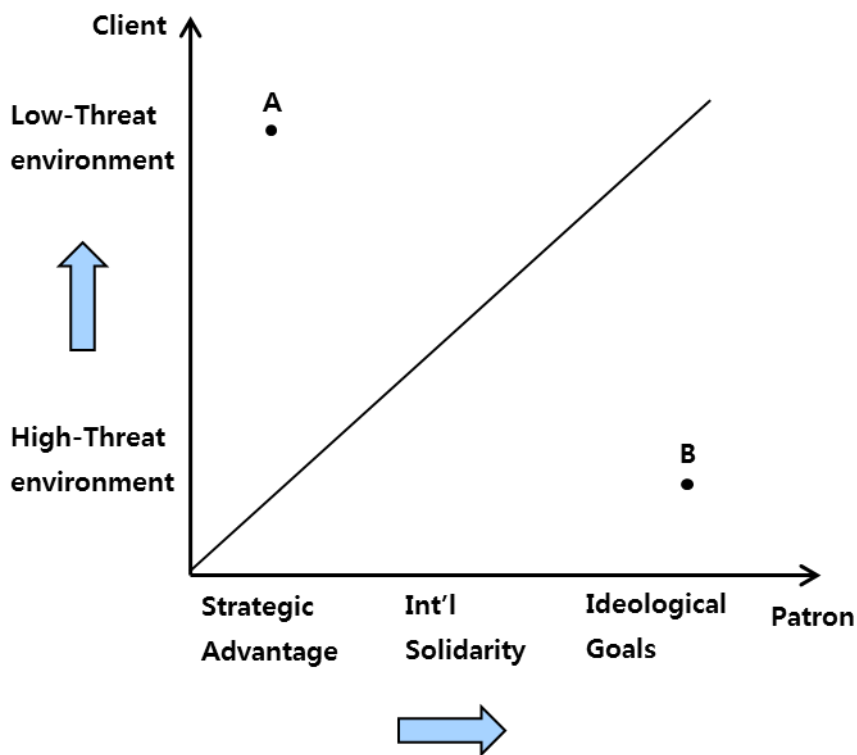 Client
A
Low-Threat
environment
High-Threat
environment
B
Strategic
Advantage
Int'l
Solidarity
Ideological
Goals
Patron